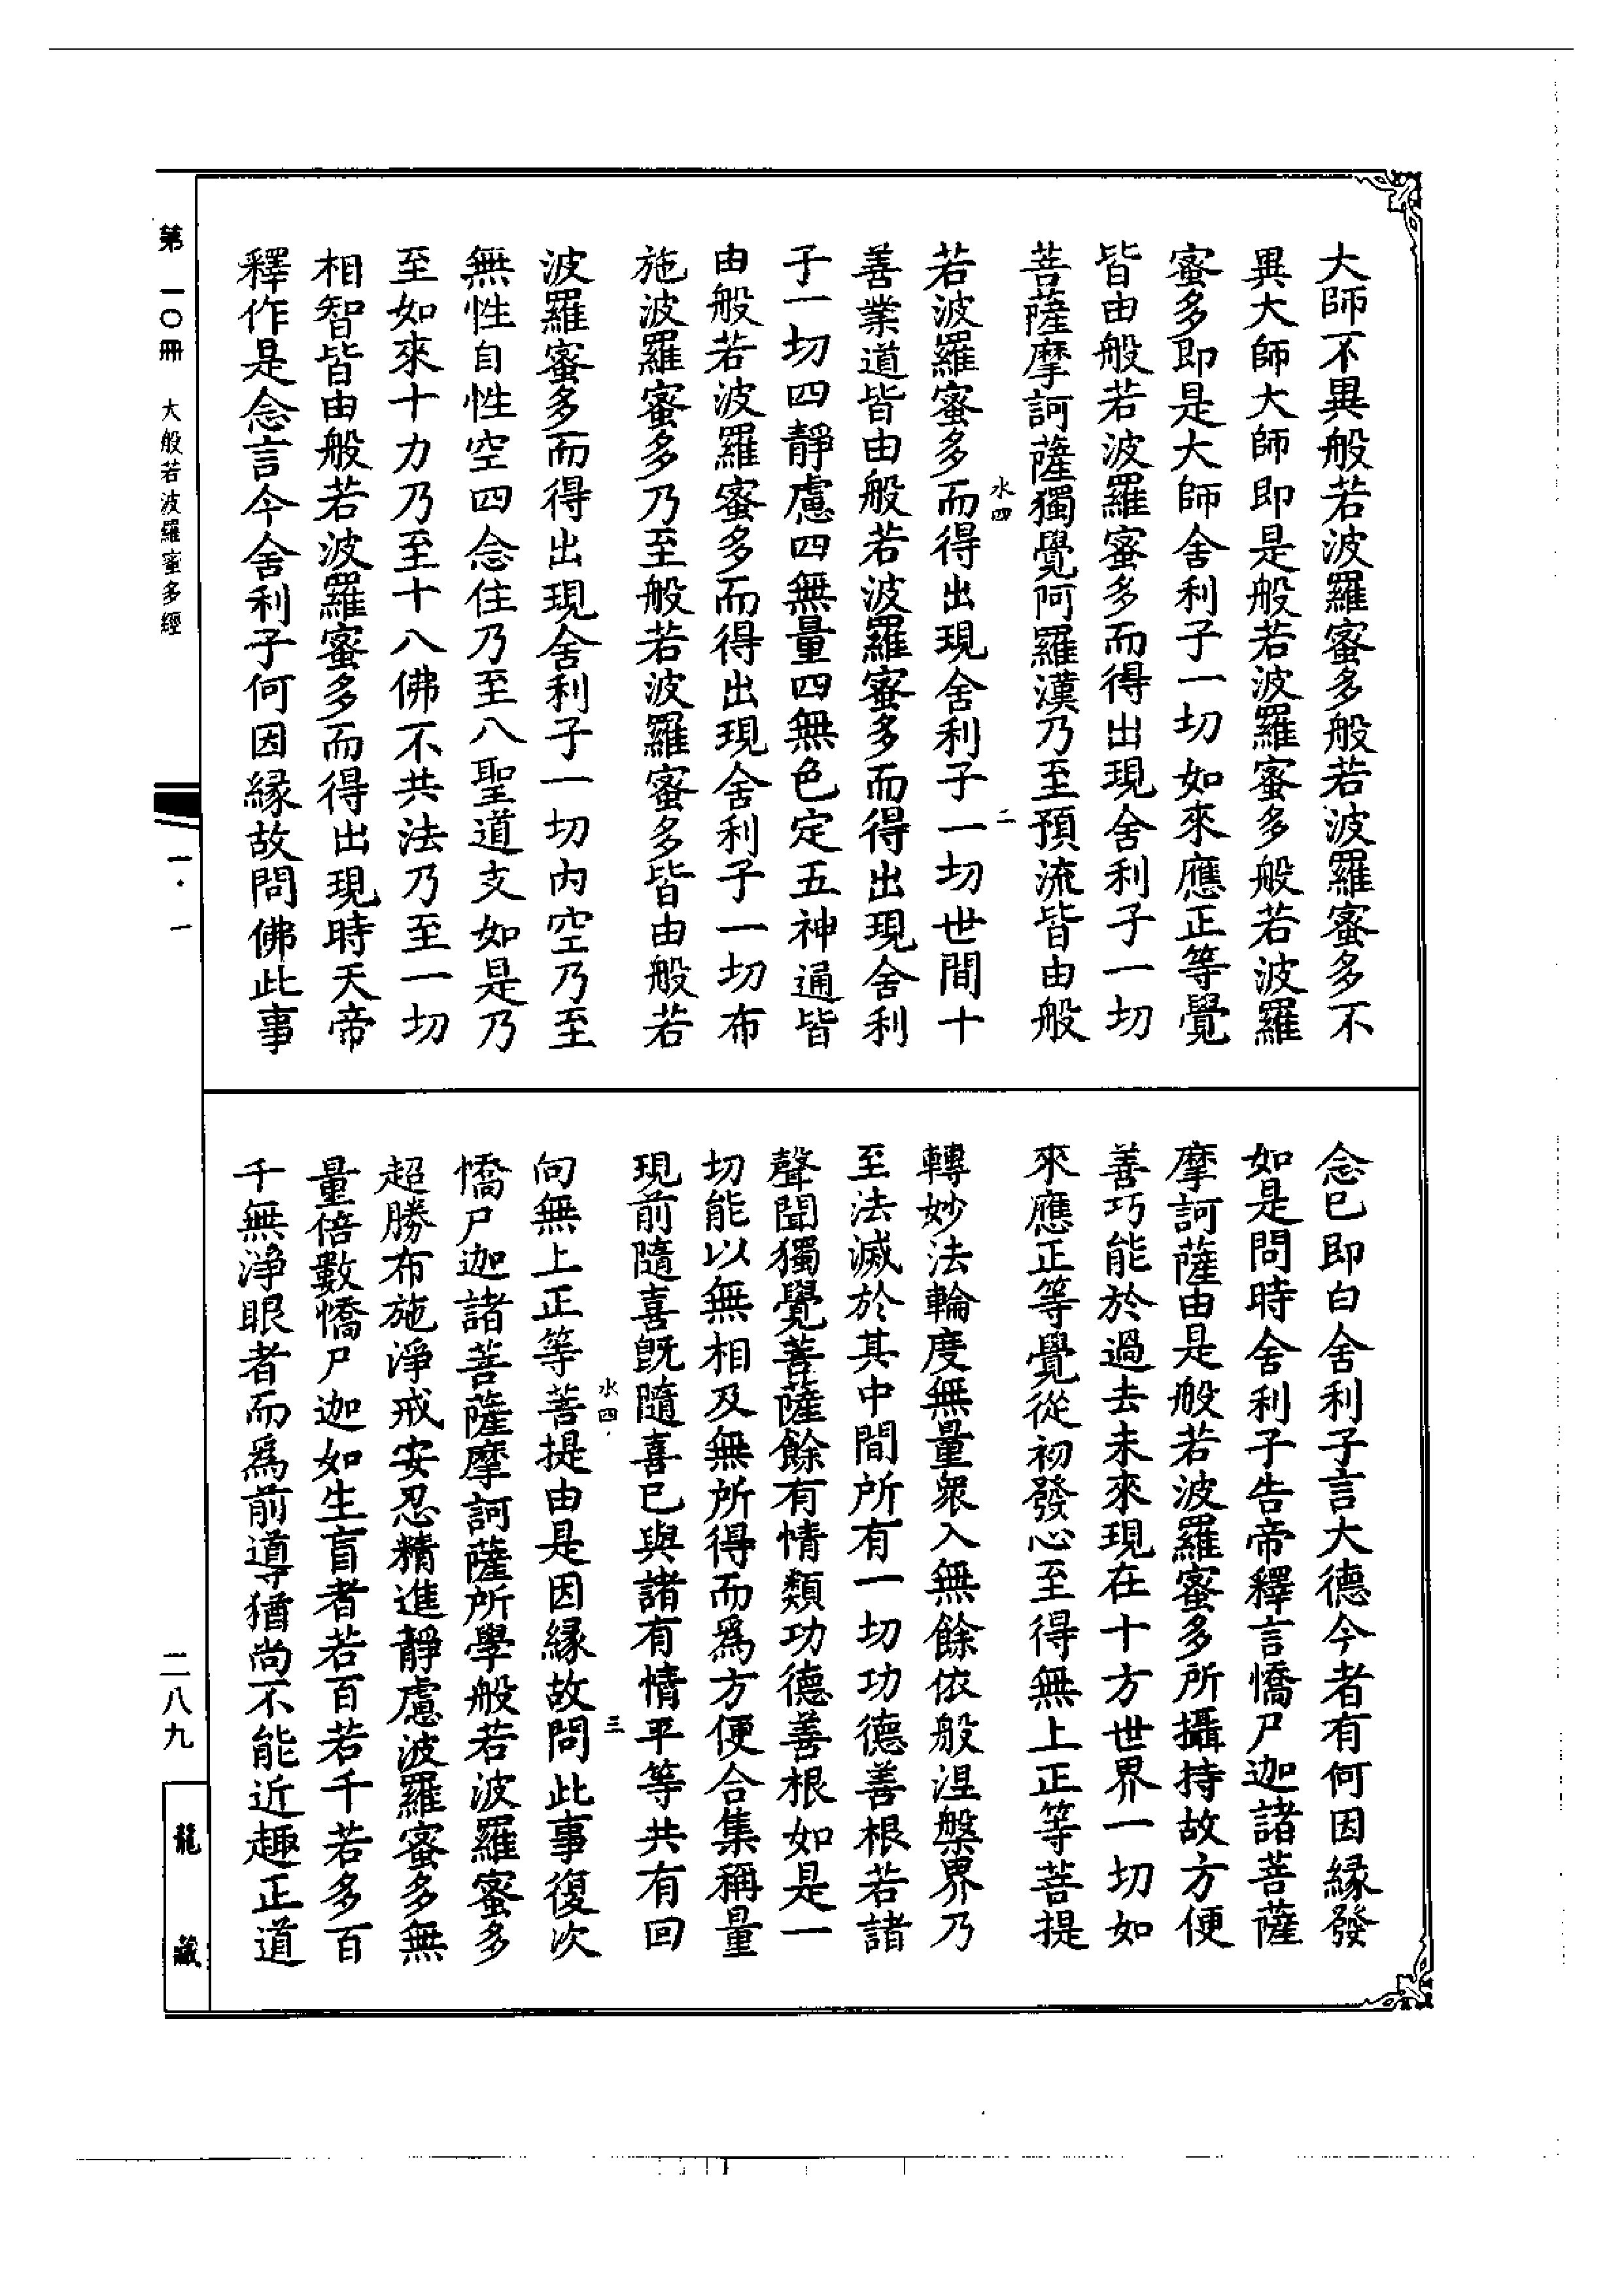 大師不異般若波羅蜜多般若波羅蜜多不
異大師大師即是般若波羅蜜多般若波羅
蜜多即是大師舍利子一切如來應正等覺
皆由般若波羅蜜多而得出現舍利子一切
菩薩摩訶薩獨覺阿羅漢乃至預流皆由般
水四 二
若波羅蜜多而得出現舍利子一切世間十
善業道皆由般若波羅蜜多而得出現舍利
子一切四靜慮四無量四無色定五神通皆
由般若波羅蜜多而得出現舍利子一切布
施波羅蜜多乃至般若波羅蜜多皆由般若
波羅蜜多而得出現舍利子一切內空乃至
無性自性空四念住乃至八聖道支如是乃
至如來十力乃至十八佛不共法乃至一切
相智皆由般若波羅蜜多而得出現時天帝
釋作是念言今舍利子何因緣故問佛此事
念已即白舍利子言大德今者有何因緣發
如是問時舍利子告帝釋言憍尸迦諸菩薩
摩訶薩由是般若波羅蜜多所攝持故方便
善巧能於過去未來現在十方世界一切如
來應正等覺從初發心至得無上正等菩提
轉妙法輪度無量衆入無餘依般涅槃界乃
至法滅於其中間所有一切功德善根若諸
聲聞獨覺菩薩餘有情類功德善根如是一
切能以無相及無所得而為方便合集稱量
現前隨喜既隨喜已與諸有情平等共有回
水四 三
向無上正等菩提由是因緣故問此事復次
憍尸迦諸菩薩摩訶薩所學般若波羅蜜多
超勝布施淨戒安忍精進靜慮波羅蜜多無
量倍數憍尸迦如生盲者若百若千若多百
千無淨眼者而為前導猶尚不能近趣正道
第一〇冊 大般若波羅蜜多經
一·一
二八九
龍藏